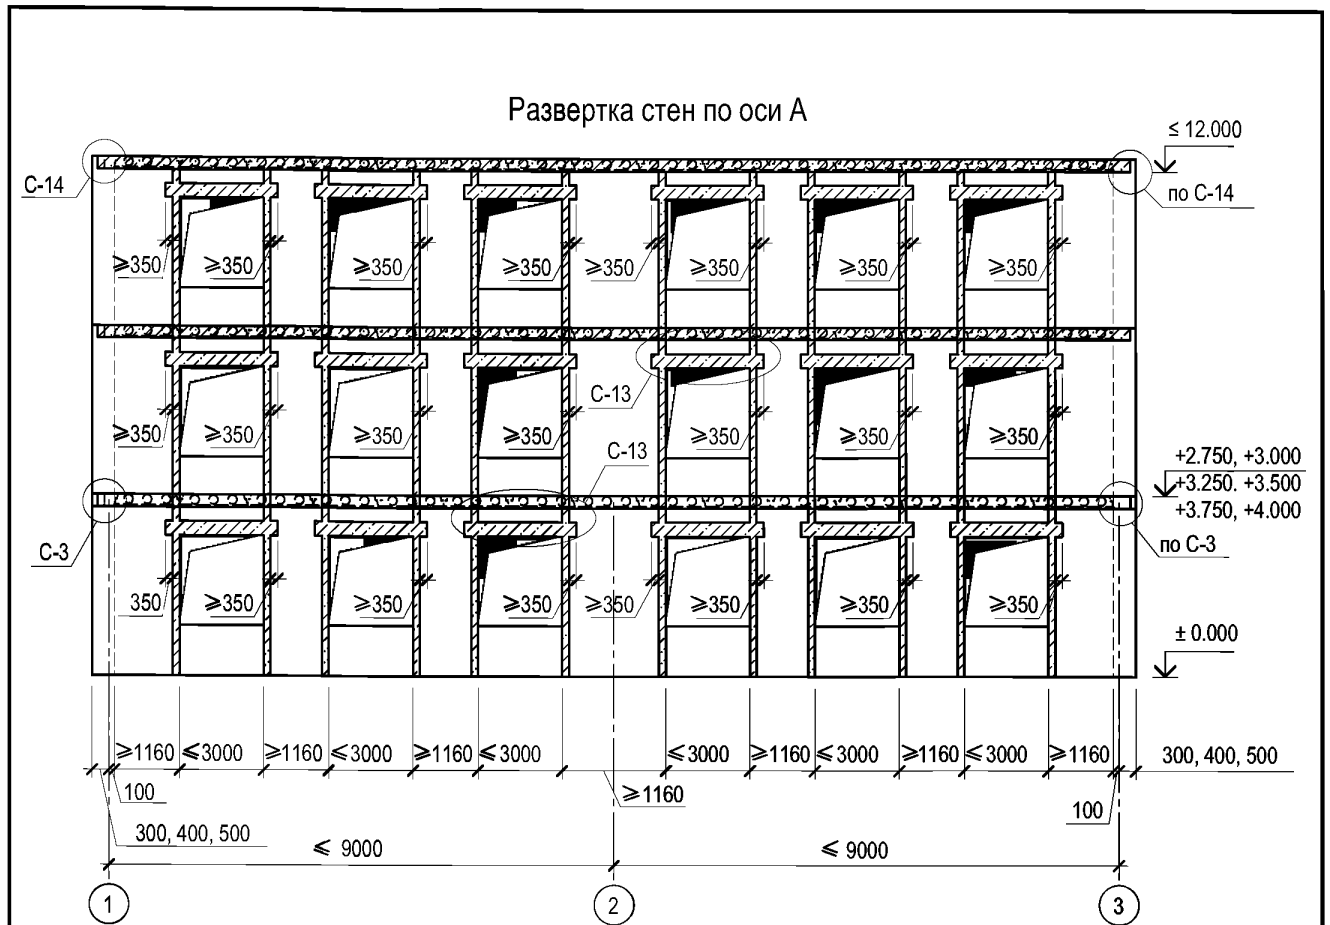 Развертка стен по оси А
≤ 12.000
С-14
по С-14
≥350 ≥350 ≥350 ≥350 ≥350 ≥350 ≥350 ≥350
С-13
≥350 ≥350 ≥350 ≥350 ≥350 ≥350 ≥350
С-13
+2.750, +3.000
+3.250. +3.500
+3.750, +4.000
С-3
по С-3
350 ≥350 ≥350 ≥350 ≥350 ≥350 ≥350 ≥350
± 0.000
≥1160 ≤3000 ≥1160 ≤3000 ≥1160 ≤3000 ≤3000 ≥1160 ≤3000 ≥1160 ≤3000 ≥1160 300, 400, 500
100 ≥1160 100
300, 400, 500
≤ 9000 ≤ 9000
1 2 3